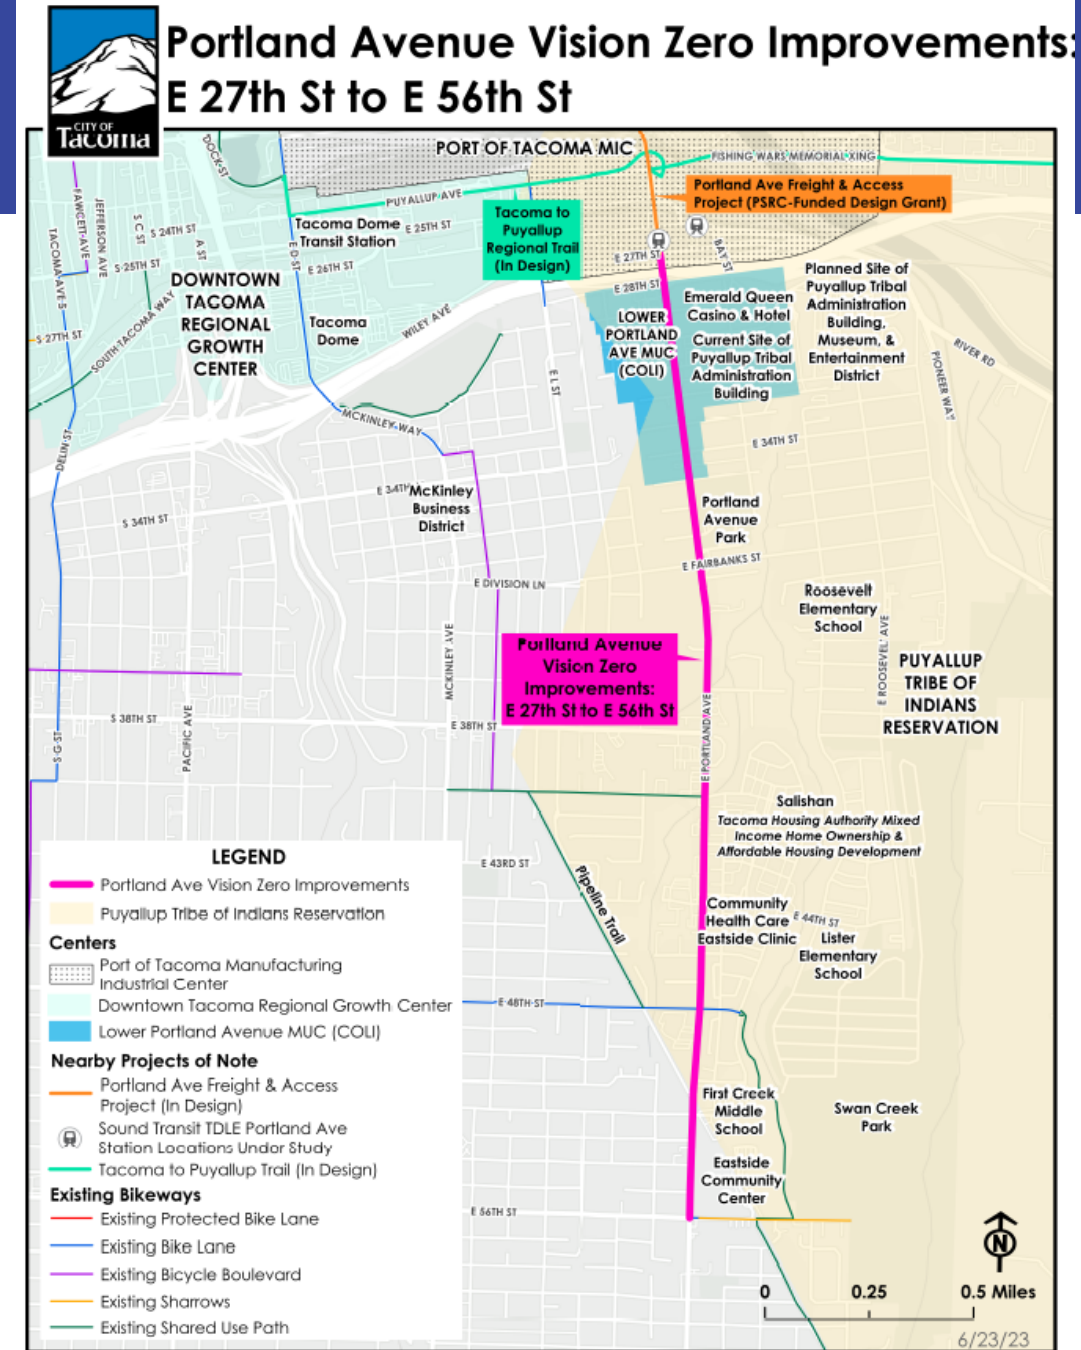 Portland Avenue Vision Zero Improvements:
E 27th St to E 56th St
CITY OF
Tacoma
PORT OF TACOMA MIC
FISHING WARS MEMORIAL XING
Portland Ave Freight & Access
Project (PSRC-Funded Design Grant)
DOCK ST
PUYALLUP AVE
Tacoma to
Puyallup
Regional Trail
(In Design)
FAWCETT AVE
JEFFERSON AVE
TACOMA AVE S
S C ST
S 24TH ST
A ST
S 25TH ST
Tacoma Dome
Transit Station
E 25TH ST
E D ST
E 26TH ST
E 27TH ST
BAY ST
E 28TH ST
DOWNTOWN
TACOMA
REGIONAL
GROWTH
CENTER
SOUTH TACOMA WAY
S 27TH ST
Tacoma
Dome
WILEY AVE
LOWER
PORTLAND
AVE MUC
(COLI)
Emerald Queen
Casino & Hotel
Current Site of
Puyallup Tribal
Administration
Building
Planned Site of
Puyallup Tribal
Administration
Building,
Museum, &
Entertainment
District
RIVER RD
PIONEER WAY
E L ST
MCKINLEY WAY
DELIN ST
E 34TH ST
E 34TH
McKinley
Business
District
S 34TH ST
Portland
Avenue
Park
E FAIRBANKS ST
E DIVISION LN
Roosevelt
Elementary
School
E ROOSEVELT AVE
MCKINLEY AVE
Portland Avenue
Vision Zero
Improvements:
E 27th St to E 56th St
PUYALLUP
TRIBE OF
INDIANS
RESERVATION
S 38TH ST
PACIFIC AVE
S G ST
E 38TH ST
E PORTLAND AVE
Salishan
Tacoma Housing Authority Mixed
Income Home Ownership &
Affordable Housing Development
E 43RD ST
Pipeline Trail
Community
Health Care
Eastside Clinic
E 44TH ST
Lister
Elementary
School
E 48TH ST
First Creek
Middle
School
Swan Creek
Park
Eastside
Community
Center
E 56TH ST
LEGEND
Portland Ave Vision Zero Improvements
Puyallup Tribe of Indians Reservation
Centers
Port of Tacoma Manufacturing
Industrial Center
Downtown Tacoma Regional Growth Center
Lower Portland Avenue MUC (COLI)
Nearby Projects of Note
Portland Ave Freight & Access
Project (In Design)
Sound Transit TDLE Portland Ave
Station Locations Under Study
Tacoma to Puyallup Trail (In Design)
Existing Bikeways
Existing Protected Bike Lane
Existing Bike Lane
Existing Bicycle Boulevard
Existing Sharrows
Existing Shared Use Path
N
0 0.25 0.5 Miles
6/23/23